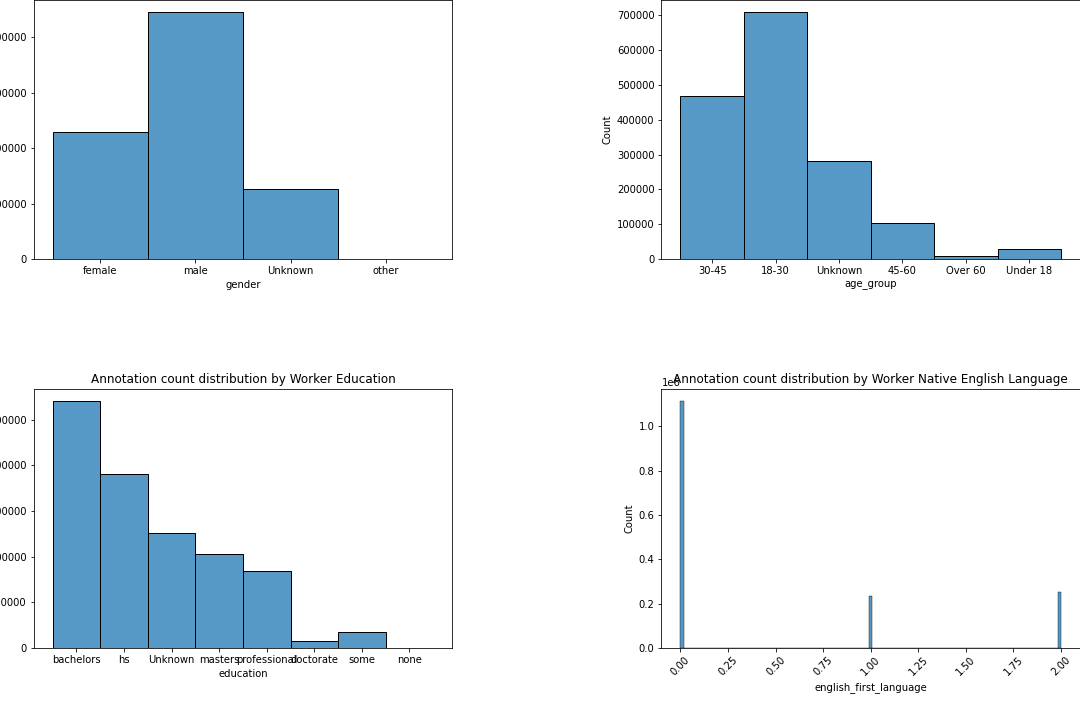 00000
00000
00000
00000
0
female male Unknown other
gender
700000
600000
500000
400000
300000
200000
100000
0
Count
30-45 18-30 Unknown 45-60 Over 60 Under 18
age_group
Annotation count distribution by Worker Education
00000
00000
00000
00000
00000
0
bachelors hs Unknown masters professional doctorate some none
education
Annotation count distribution by Worker Native English Language
1e6
1.0
0.8
0.6
0.4
0.2
0.0
Count
0.00 0.25 0.50 0.75 1.00 1.25 1.50 1.75 2.00
english_first_language